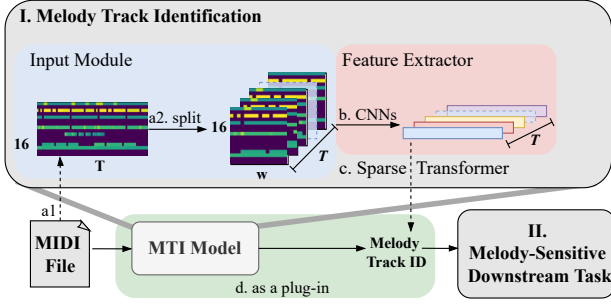 I. Melody Track Identification
Input Module
Feature Extractor
16
T
a2. split
16
w
T
b. CNNs
T
c. Sparse Transformer
a1
MIDI
File
MTI Model
Melody
Track ID
d. as a plug-in
II.
Melody-Sensitive
Downstream Task